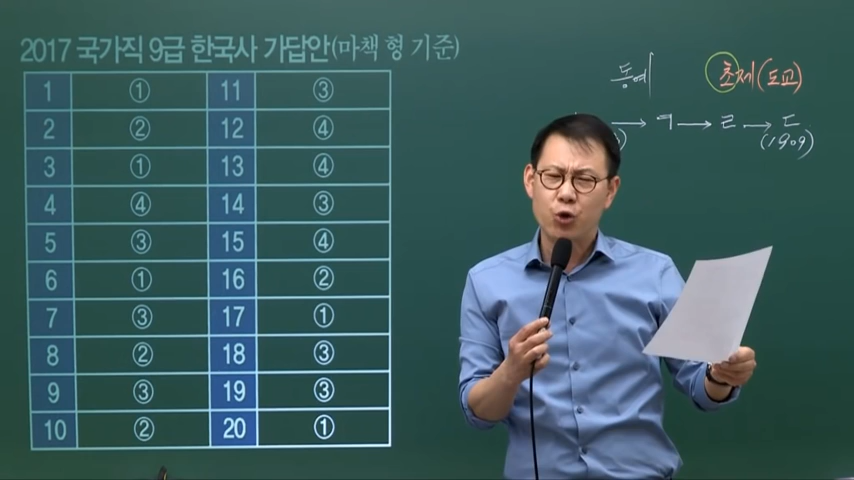 2017 국가직 9급 한국사 가답안(마책 형 기준)
1 ① 11 ③
2 ② 12 ④
3 ① 13 ④
4 ④ 14 ③
5 ③ 15 ④
6 ① 16 ②
7 ③ 17 ①
8 ② 18 ③
9 ③ 19 ③
10 ② 20 ①
동예 초제(도교)
) → ㄱ → ㄹ → ㄷ
(1909)